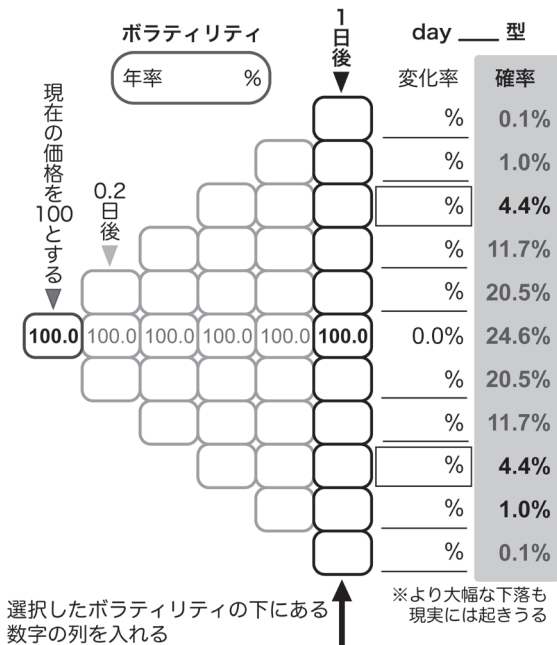 ボラティリティ
年率 %
1日後
day ____ 型
変化率
確率
現在の価格を100とする
0.2日後
% 0.1%
% 1.0%
% 4.4%
% 11.7%
% 20.5%
100.0 100.0 100.0 100.0 100.0 100.0 0.0% 24.6%
% 20.5%
% 11.7%
% 4.4%
% 1.0%
% 0.1%
※より大幅な下落も
現実には起きうる
選択したボラティリティの下にある
数字の列を入れる